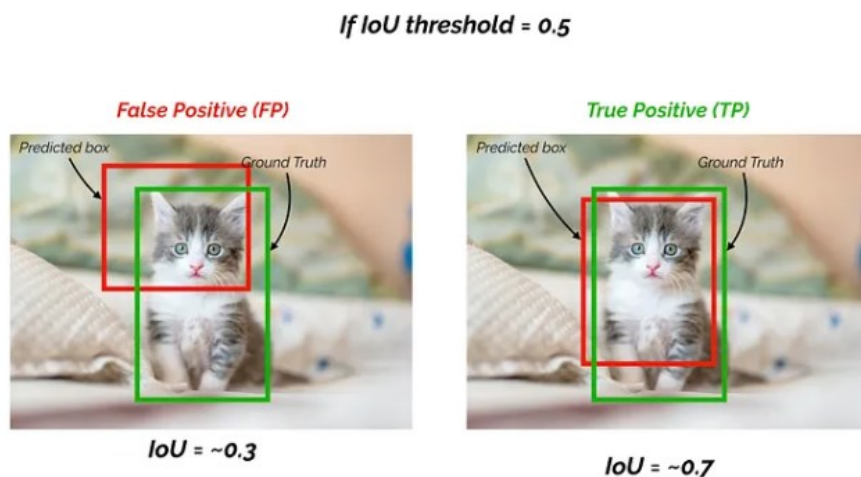 If IoU threshold = 0.5
False Positive (FP)
True Positive (TP)
Predicted box
Ground Truth
Predicted box
Ground Truth
IoU = ~0.3
IoU = ~0.7